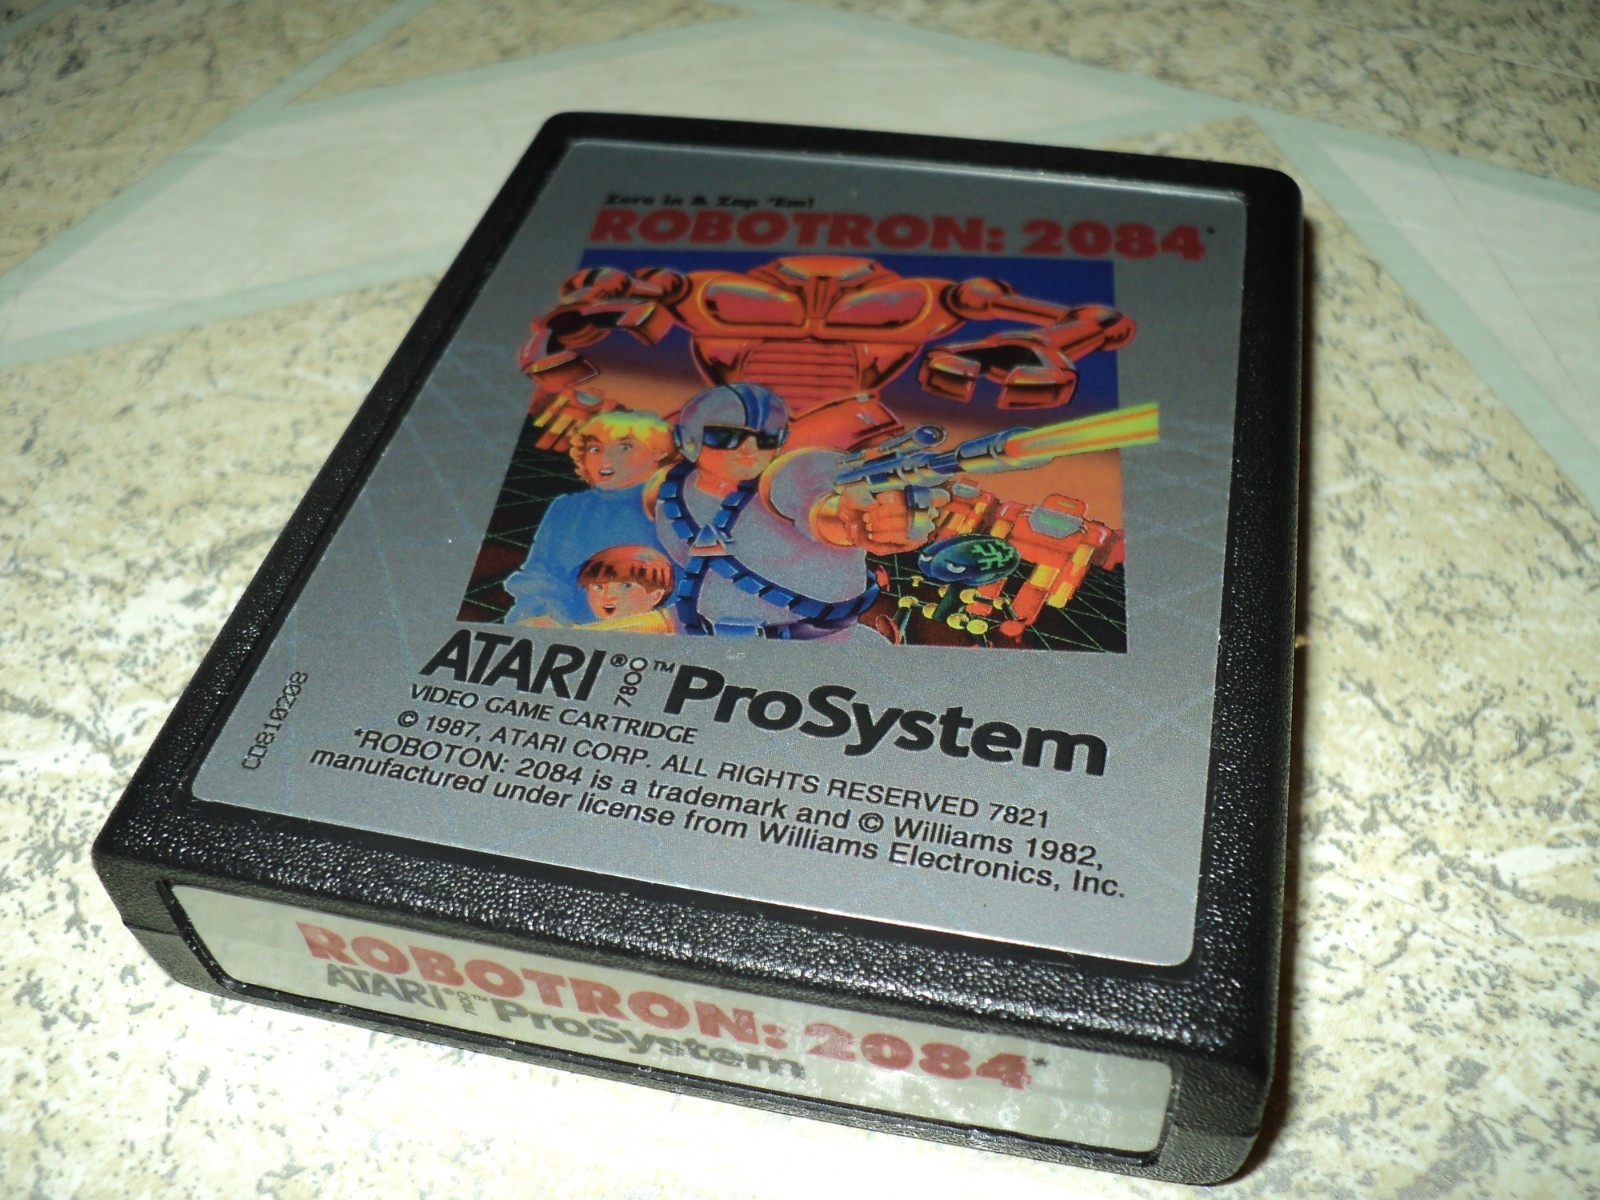 Zero in & Zap 'Em!
ROBOTRON: 2084*
ATARI® 7800™ ProSystem
VIDEO GAME CARTRIDGE
© 1987, ATARI CORP. ALL RIGHTS RESERVED 7821
*ROBOTON: 2084 is a trademark and © Williams 1982,
manufactured under license from Williams Electronics, Inc.
CO810208
ROBOTRON: 2084*
ATARI® 7800™ ProSystem